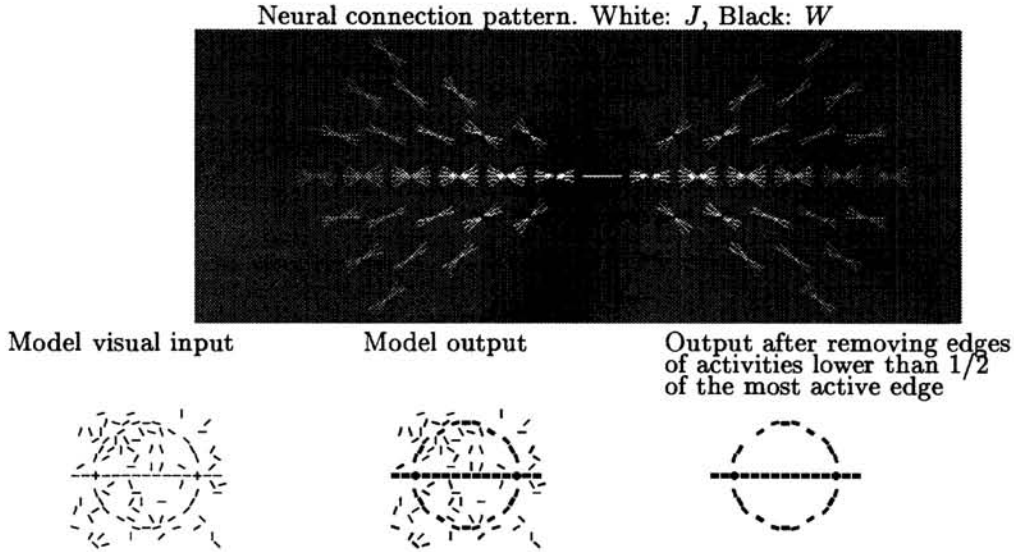 Neural connection pattern. White: J, Black: W
Model visual input
Model output
Output after removing edges
of activities lower than 1/2
of the most active edge